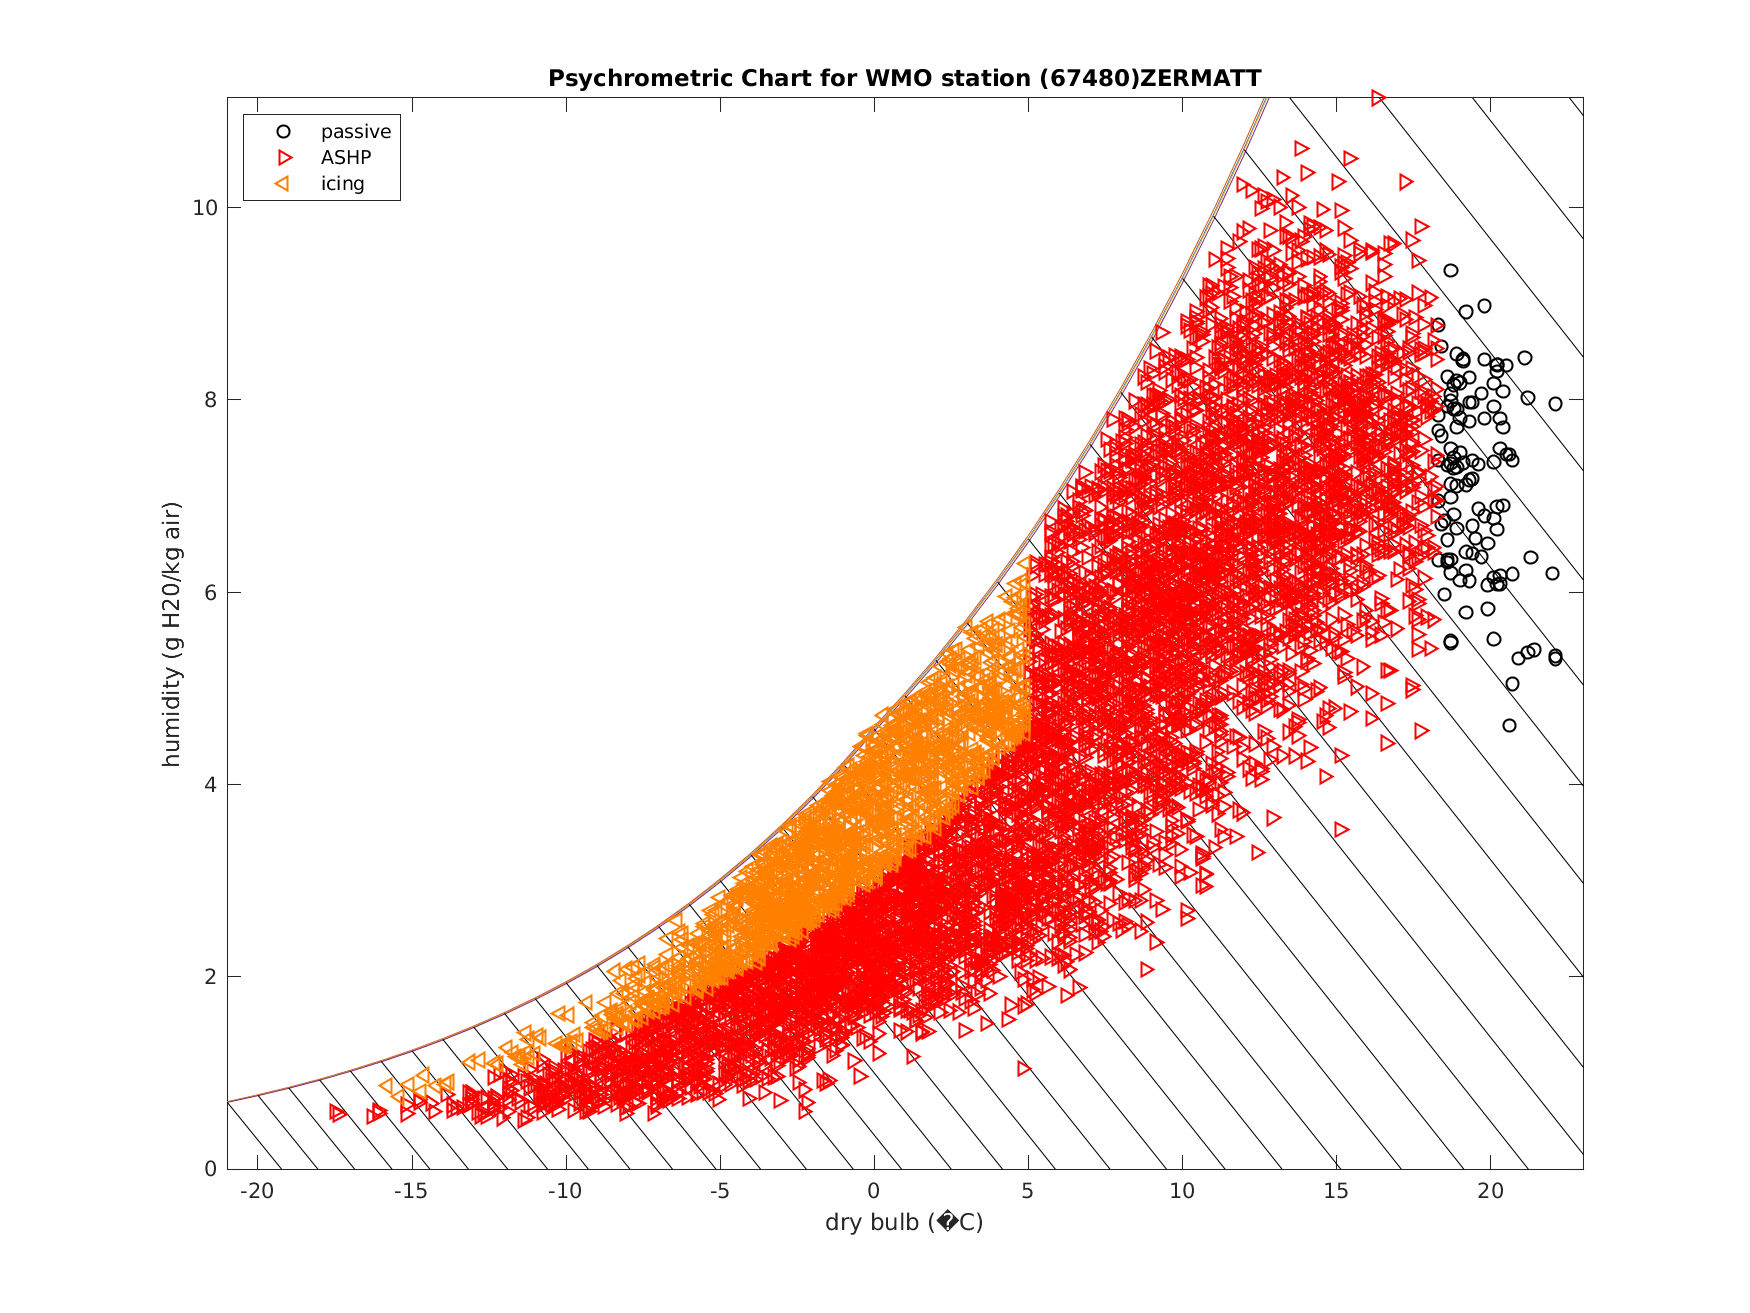 Psychrometric Chart for WMO station (67480)ZERMATT
passive
ASHP
icing
humidity (g H20/kg air)
10
8
6
4
2
0
-20 -15 -10 -5 0 5 10 15 20
dry bulb (�C)